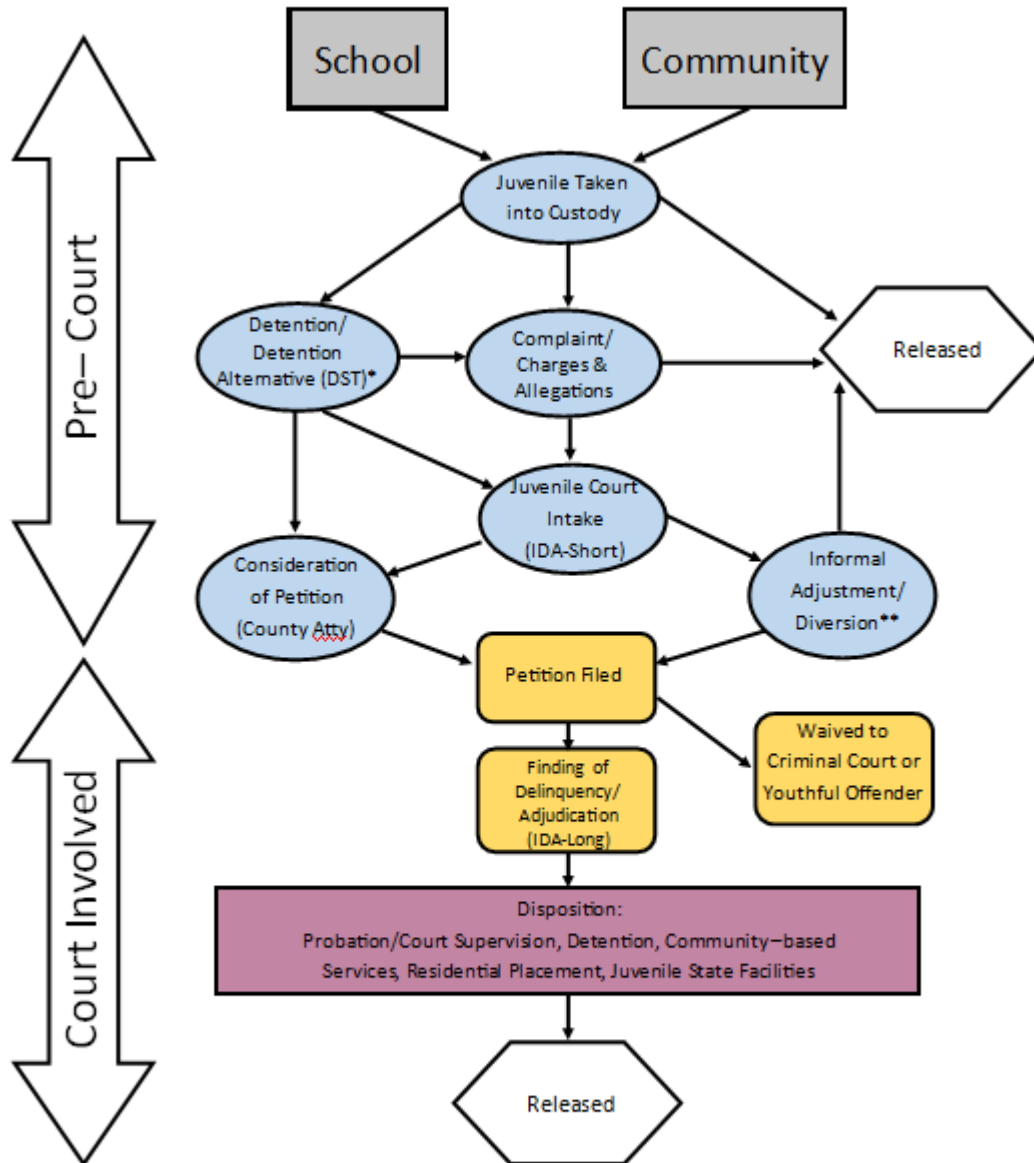 School
Community
Pre– Court
Juvenile Taken
into Custody
Detention/
Detention
Alternative (DST)*
Complaint/
Charges &
Allegations
Released
Juvenile Court
Intake
(IDA-Short)
Consideration
of Petition
(County Atty)
Informal
Adjustment/
Diversion**
Court Involved
Petition Filed
Waived to
Criminal Court or
Youthful Offender
Finding of
Delinquency/
Adjudication
(IDA-Long)
Disposition:
Probation/Court Supervision, Detention, Community–based
Services, Residential Placement, Juvenile State Facilities
Released